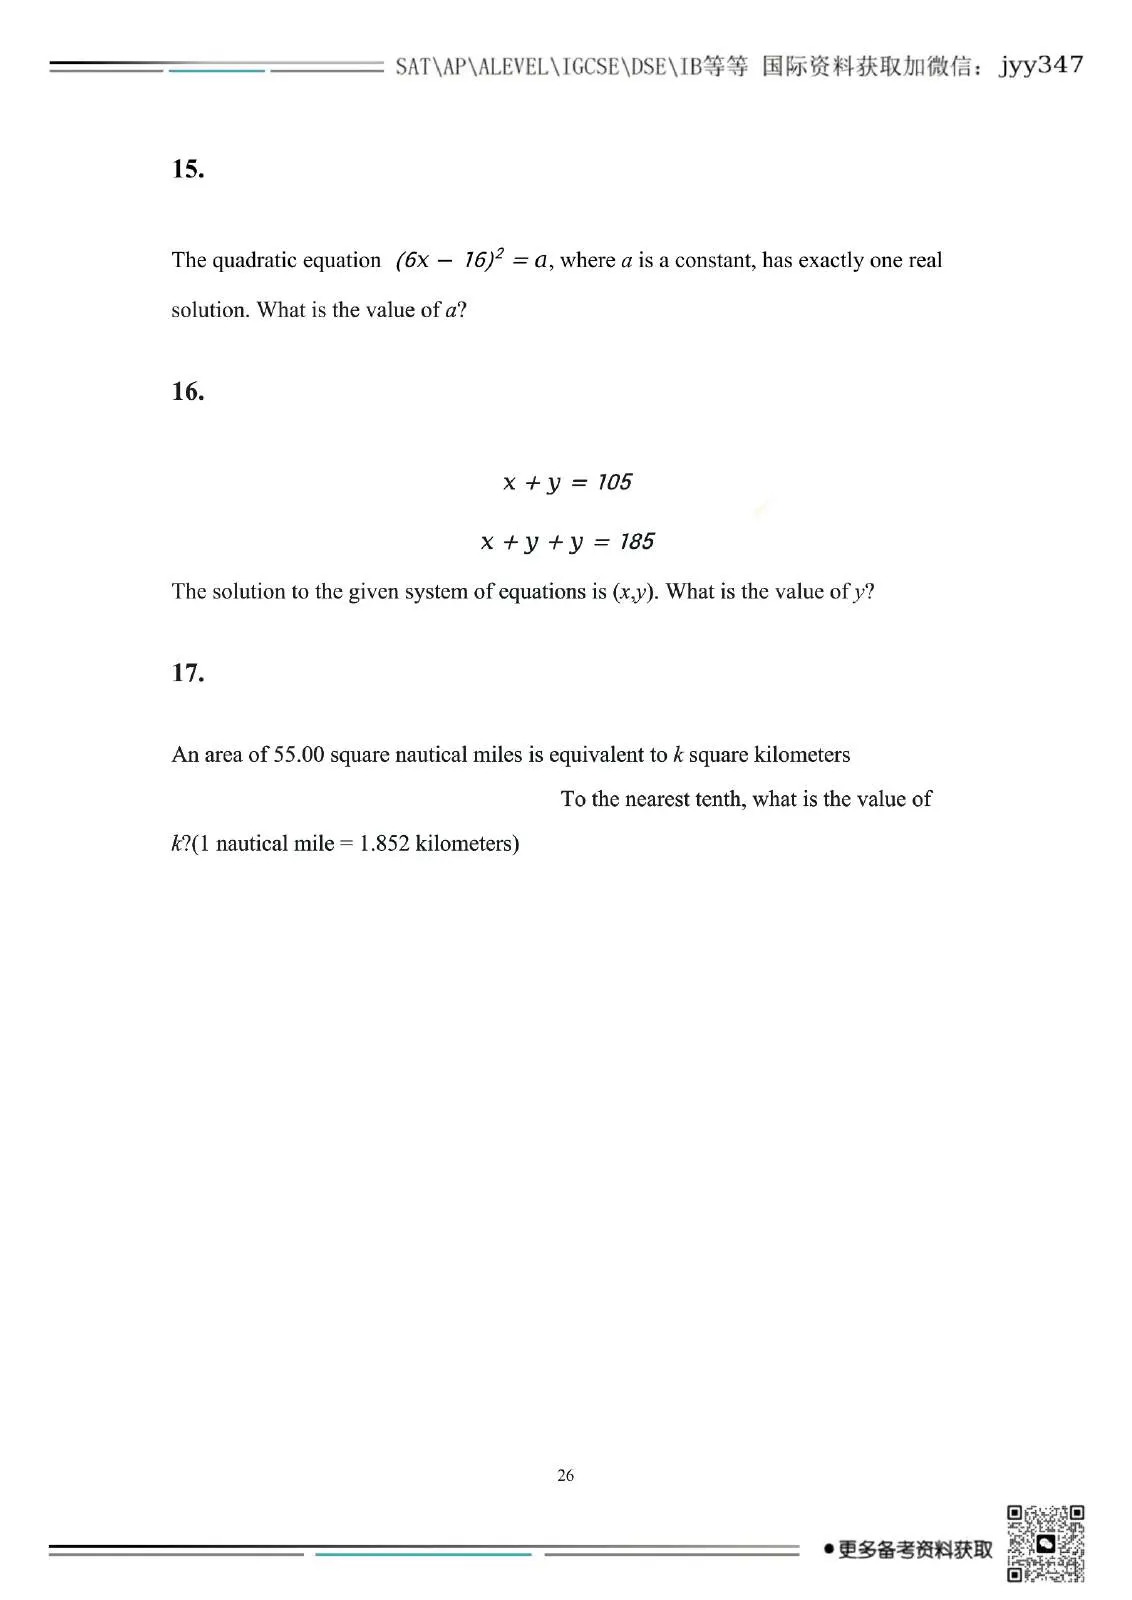 SAT\AP\ALEVEL\IGCSE\DSE\IB等等 国际资料获取加微信：jyy347
15.
The quadratic equation (6x − 16)² = a, where a is a constant, has exactly one real
solution. What is the value of a?
16.
x + y = 105
x + y + y = 185
The solution to the given system of equations is (x,y). What is the value of y?
17.
An area of 55.00 square nautical miles is equivalent to k square kilometers
To the nearest tenth, what is the value of
k?(1 nautical mile = 1.852 kilometers)
26
●更多备考资料获取